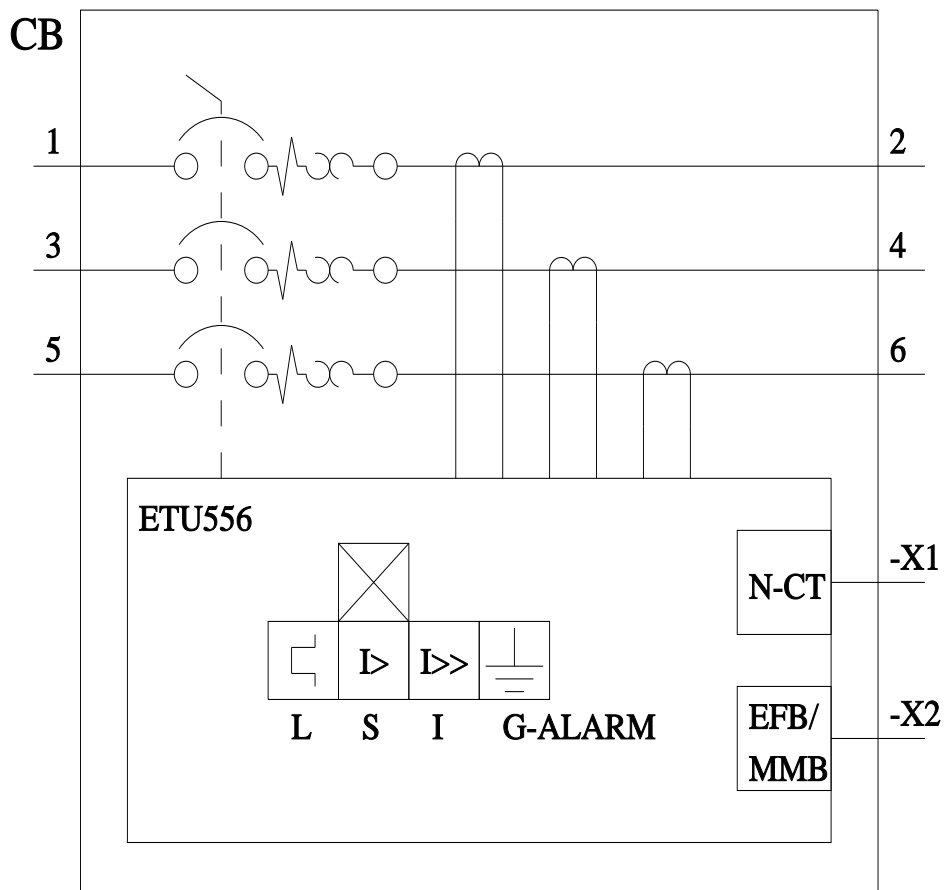 CB
1
2
3
4
5
6
ETU556
N-CT
-X1
I>
I>>
L
S
I
G-ALARM
EFB/
MMB
-X2